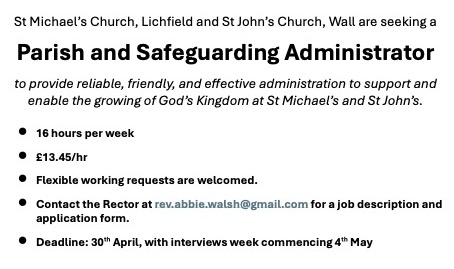 St Michael's Church, Lichfield and St John's Church, Wall are seeking a
Parish and Safeguarding Administrator
to provide reliable, friendly, and effective administration to support and
enable the growing of God's Kingdom at St Michael's and St John's.
● 16 hours per week
● £13.45/hr
● Flexible working requests are welcomed.
● Contact the Rector at rev.abbie.walsh@gmail.com for a job description and
application form.
● Deadline: 30th April, with interviews week commencing 4th May